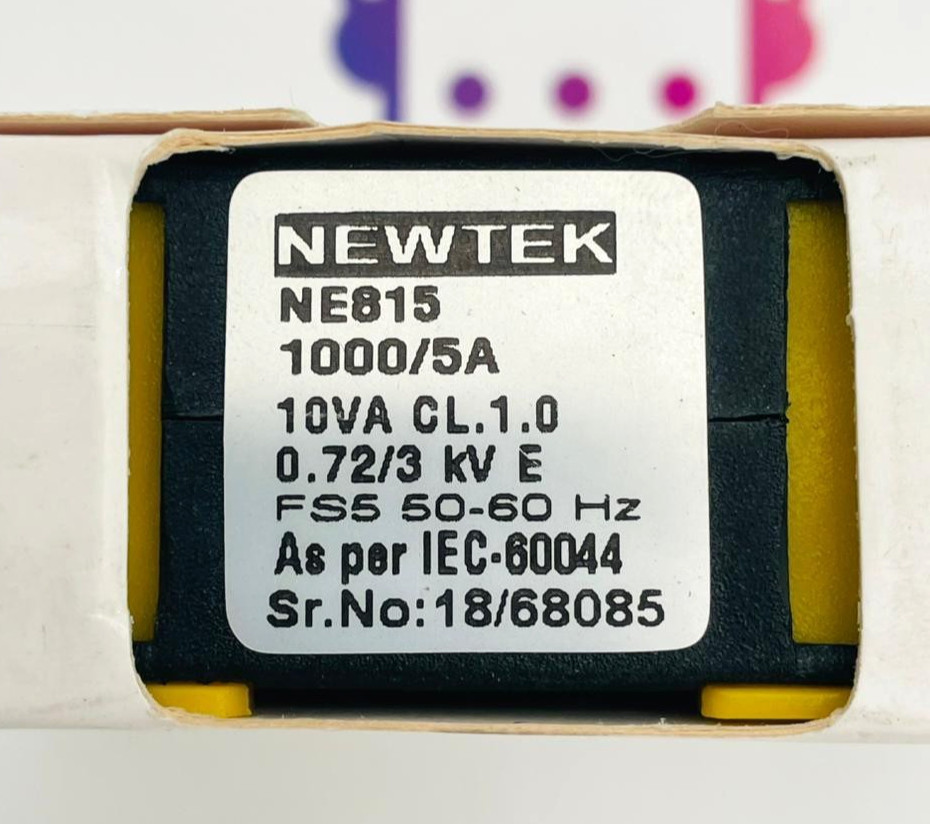 NEWTEK
NE815
1000/5A
10VA CL.1.0
0.72/3 kV E
FS5 50-60 Hz
As per IEC-60044
Sr.No:18/68085